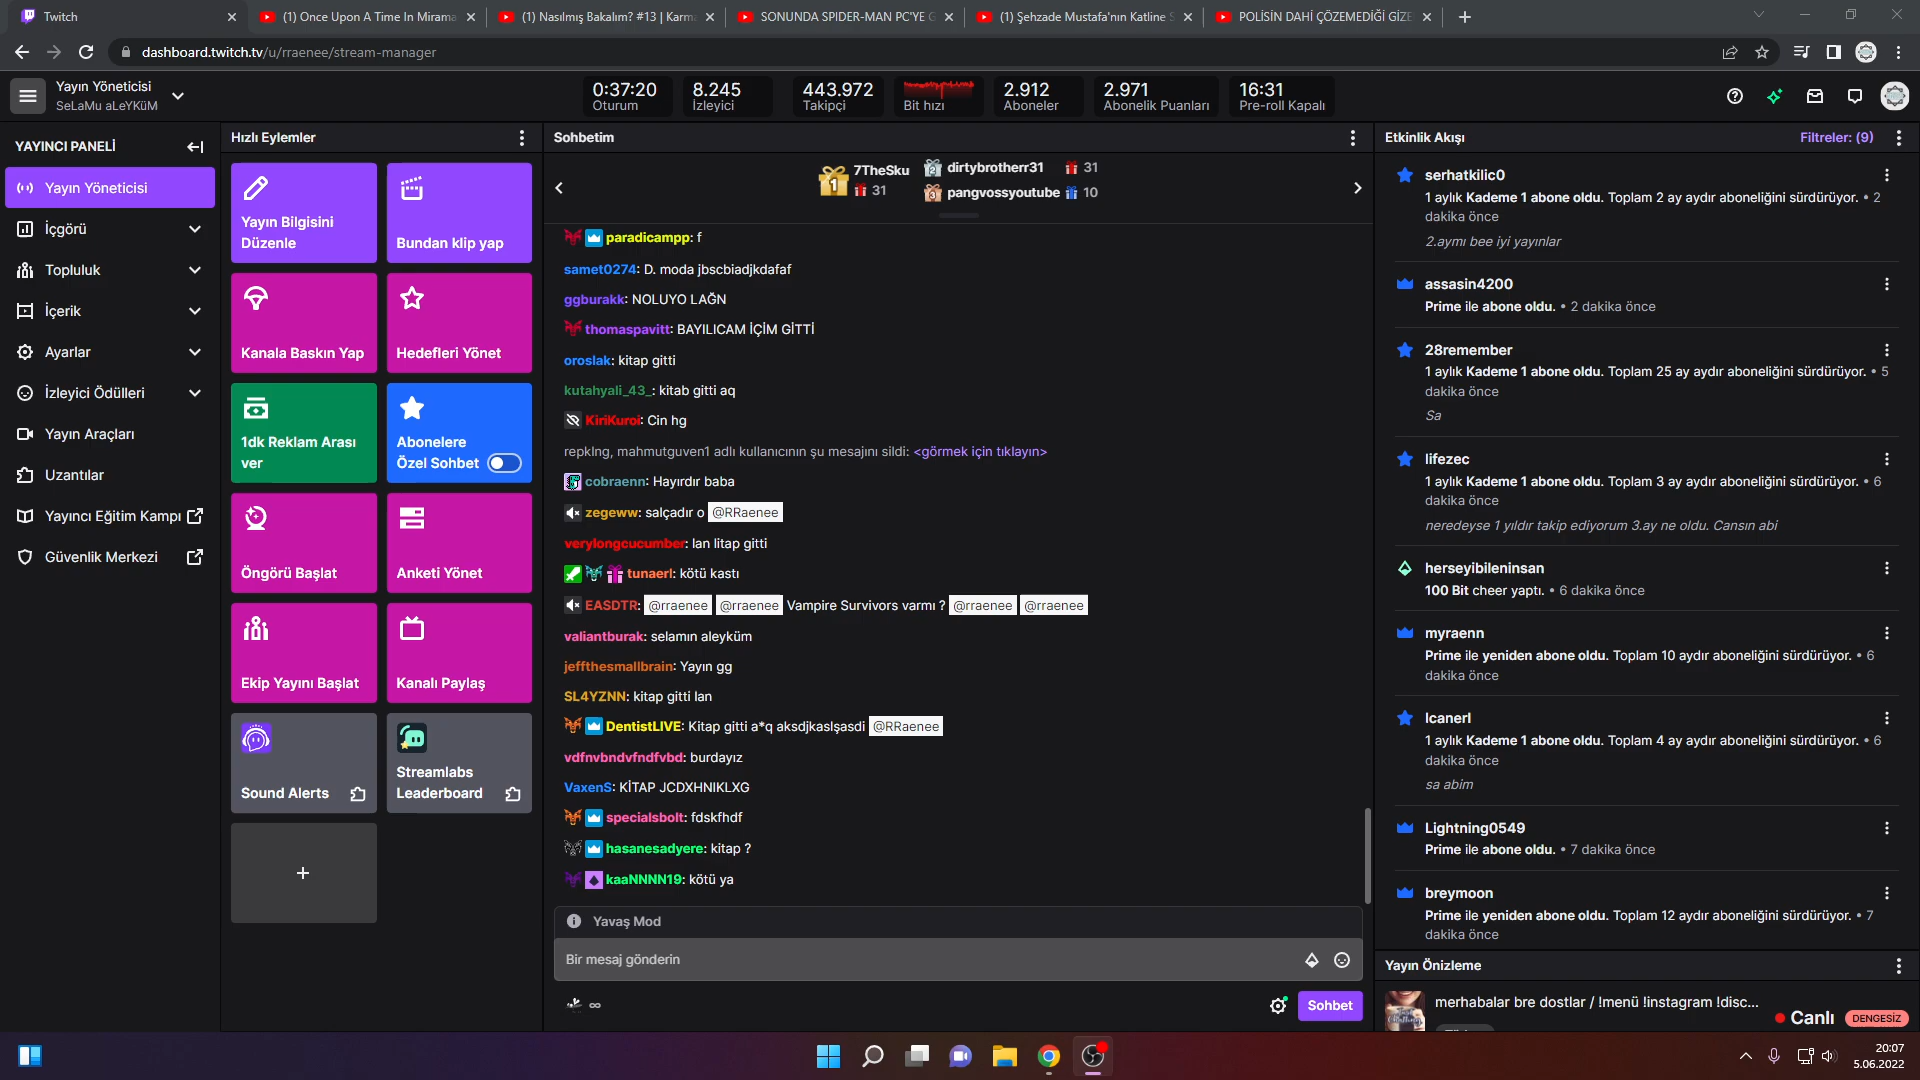 Twitch
(1) Once Upon A Time In Mirama
(1) Nasılmış Bakalım? #13 | Karma
SONUNDA SPIDER-MAN PC'YE G
(1) Şehzade Mustafa'nın Katline S
POLİSİN DAHİ ÇÖZEMEDİĞİ GİZE
dashboard.twitch.tv/u/rraenee/stream-manager
Yayın Yöneticisi
SeLaMu aLeYKüM
0:37:20
Oturum
8.245
İzleyici
443.972
Takipçi
Bit hızı
2.912
Aboneler
2.971
Abonelik Puanları
16:31
Pre-roll Kapalı
YAYINCI PANELİ
Yayın Yöneticisi
İçgörü
Topluluk
İçerik
Ayarlar
İzleyici Ödülleri
Yayın Araçları
Uzantılar
Yayıncı Eğitim Kampı
Güvenlik Merkezi
Hızlı Eylemler
Yayın Bilgisini
Düzenle
Bundan klip yap
Kanala Baskın Yap
Hedefleri Yönet
1dk Reklam Arası
ver
Abonelere
Özel Sohbet
Öngörü Başlat
Anketi Yönet
Ekip Yayını Başlat
Kanalı Paylaş
Sound Alerts
Streamlabs
Leaderboard
+
Sohbetim
1
7TheSku
31
2
dirtybrotherr31
31
3
pangvossyoutube
10
paradicampp: f
samet0274: D. moda jbscbiadjkdafaf
ggburakk: NOLUYO LAĞN
thomaspavitt: BAYILICAM İÇİM GİTTİ
oroslak: kitap gitti
kutahyali_43_: kitab gitti aq
KiriKuroi: Cin hg
repklng, mahmutguven1 adlı kullanıcının şu mesajını sildi: <görmek için tıklayın>
cobraenn: Hayırdır baba
zegeww: salçadır o @RRaenee
verylongcucumber: lan litap gitti
tunaerl: kötü kastı
EASDTR: @rraenee @rraenee Vampire Survivors varmı ? @rraenee @rraenee
valiantburak: selamın aleyküm
jeffthesmallbrain: Yayın gg
SL4YZNN: kitap gitti lan
DentistLIVE: Kitap gitti a*q aksdjkaslşasdi @RRaenee
vdfnvbndvfndfvbd: burdayız
VaxenS: KİTAP JCDXHNIKLXG
specialsbolt: fdskfhdf
hasanesadyere: kitap ?
kaaNNNN19: kötü ya
Yavaş Mod
Bir mesaj gönderin
∞
Sohbet
Etkinlik Akışı
Filtreler: (9)
serhatkilic0
1 aylık Kademe 1 abone oldu. Toplam 2 ay aydır aboneliğini sürdürüyor. • 2
dakika önce
2.aymı bee iyi yayınlar
assasin4200
Prime ile abone oldu. • 2 dakika önce
28remember
1 aylık Kademe 1 abone oldu. Toplam 25 ay aydır aboneliğini sürdürüyor. • 5
dakika önce
Sa
lifezec
1 aylık Kademe 1 abone oldu. Toplam 3 ay aydır aboneliğini sürdürüyor. • 6
dakika önce
neredeyse 1 yıldır takip ediyorum 3.ay ne oldu. Cansın abi
herseyibileninsan
100 Bit cheer yaptı. • 6 dakika önce
myraenn
Prime ile yeniden abone oldu. Toplam 10 aydır aboneliğini sürdürüyor. • 6
dakika önce
lcanerl
1 aylık Kademe 1 abone oldu. Toplam 4 ay aydır aboneliğini sürdürüyor. • 6
dakika önce
sa abim
Lightning0549
Prime ile abone oldu. • 7 dakika önce
breymoon
Prime ile yeniden abone oldu. Toplam 12 aydır aboneliğini sürdürüyor. • 7
dakika önce
Yayın Önizleme
merhabalar bre dostlar / !menü !instagram !disc...
Canlı
DENGESİZ
20:07
5.06.2022